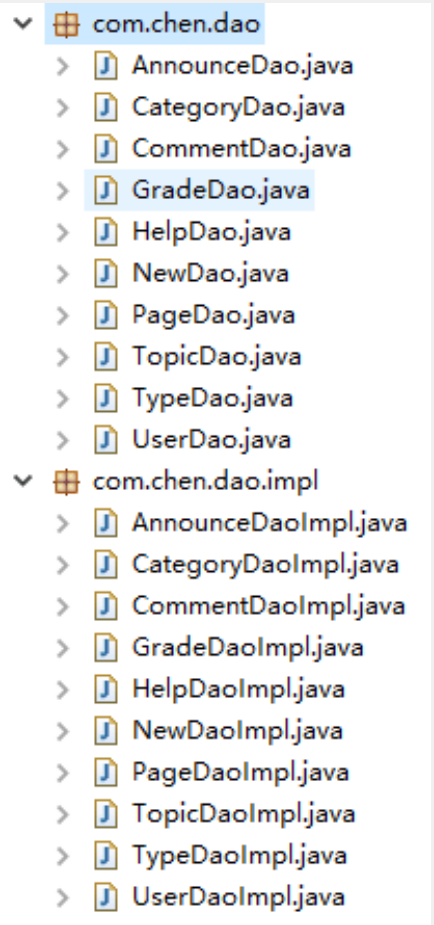 com.chen.dao
AnnounceDao.java
CategoryDao.java
CommentDao.java
GradeDao.java
HelpDao.java
NewDao.java
PageDao.java
TopicDao.java
TypeDao.java
UserDao.java
com.chen.dao.impl
AnnounceDaoImpl.java
CategoryDaoImpl.java
CommentDaoImpl.java
GradeDaoImpl.java
HelpDaoImpl.java
NewDaoImpl.java
PageDaoImpl.java
TopicDaoImpl.java
TypeDaoImpl.java
UserDaoImpl.java